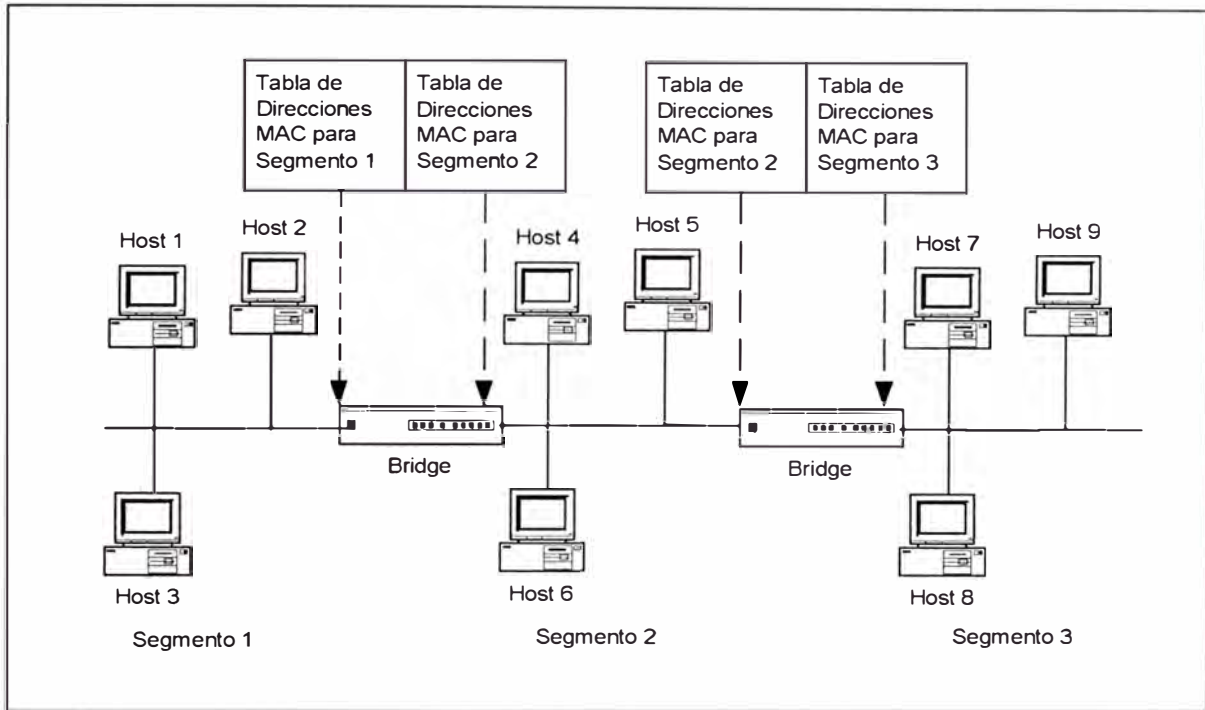 Tabla de
Direcciones
MAC para
Segmento 1
Tabla de
Direcciones
MAC para
Segmento 2
Tabla de
Direcciones
MAC para
Segmento 2
Tabla de
Direcciones
MAC para
Segmento 3
Host 1
Host 2
Host 4
Host 5
Host 7
Host 9
Bridge
Bridge
Host 3
Host 6
Host 8
Segmento 1
Segmento 2
Segmento 3